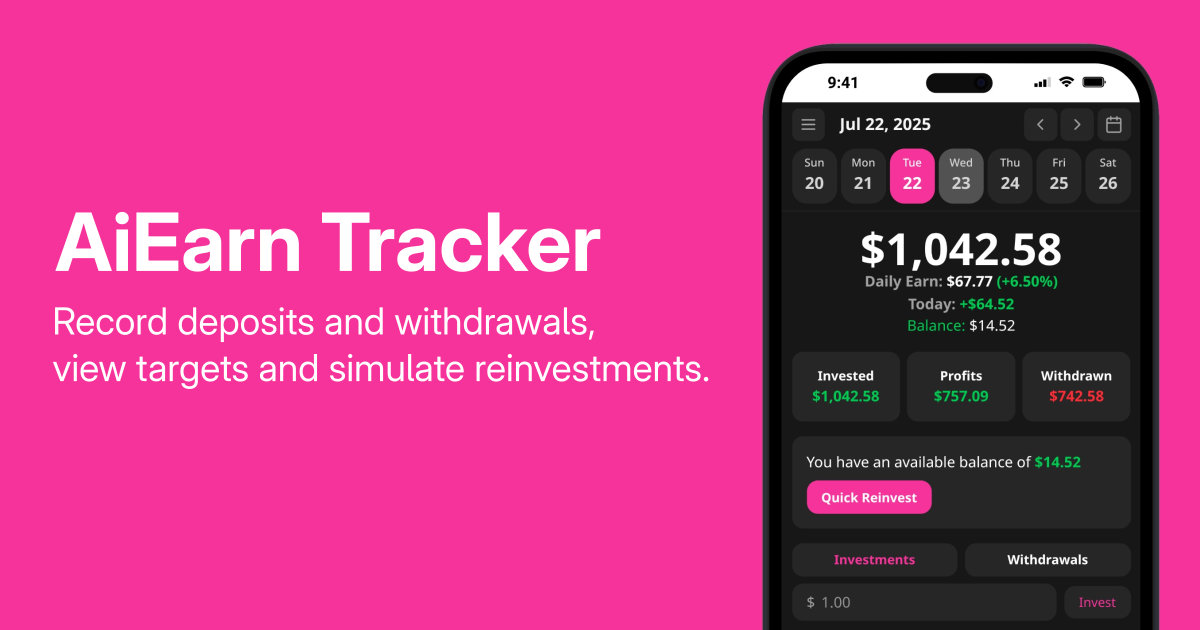 AiEarn Tracker
Record deposits and withdrawals,
view targets and simulate reinvestments.
9:41
Jul 22, 2025
Sun Mon Tue Wed Thu Fri Sat
20 21 22 23 24 25 26
$1,042.58
Daily Earn: $67.77 (+6.50%)
Today: +$64.52
Balance: $14.52
Invested Profits Withdrawn
$1,042.58 $757.09 $742.58
You have an available balance of $14.52
Quick Reinvest
Investments Withdrawals
$ 1.00 Invest